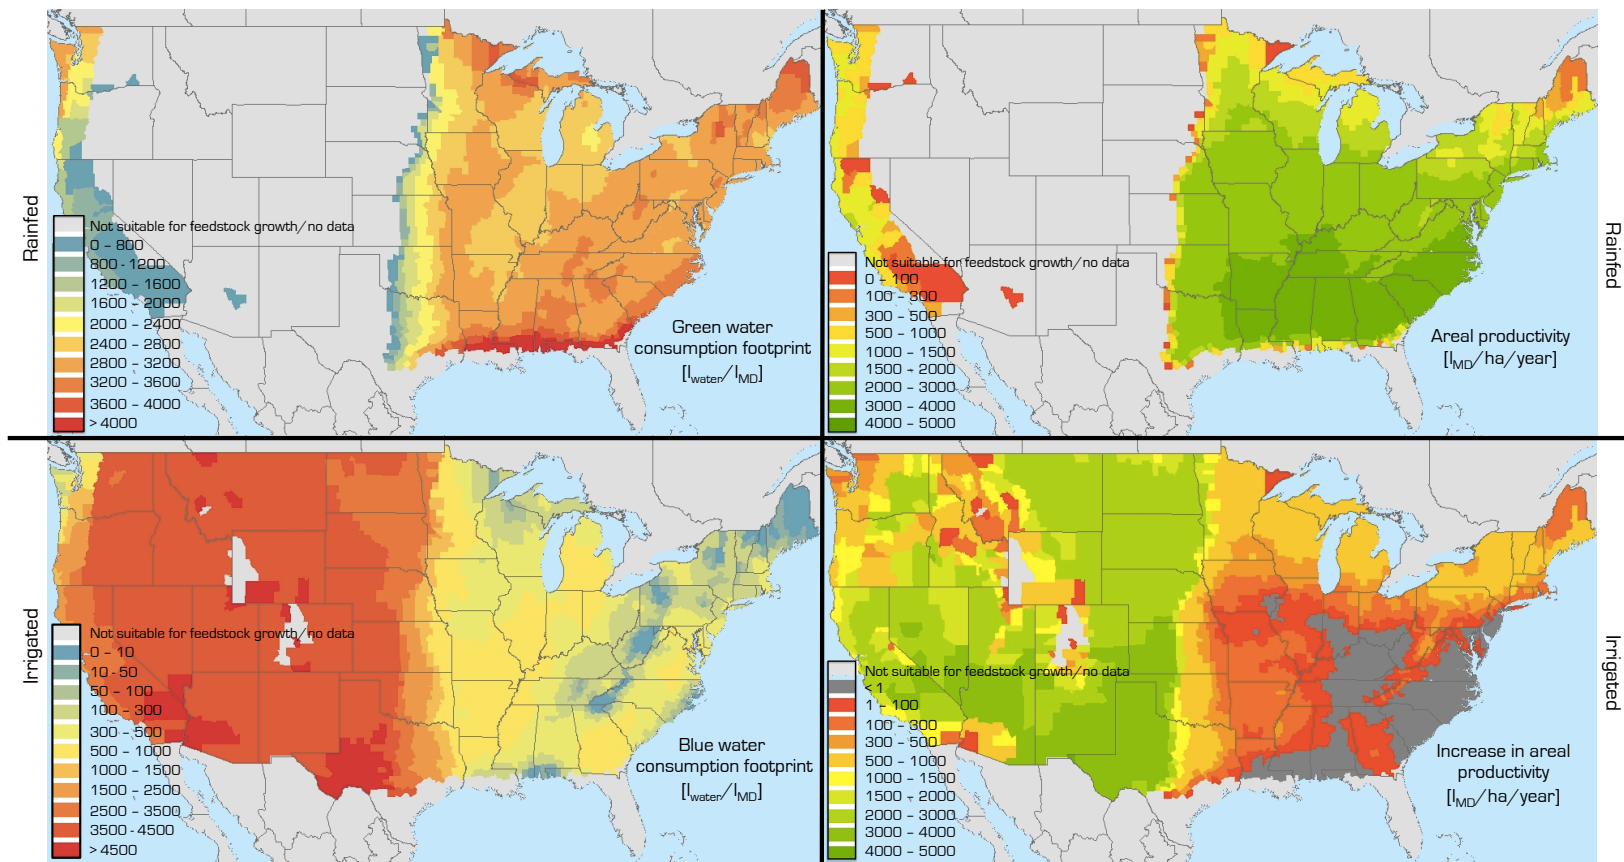 Rainfed
Not suitable for feedstock growth/no data
0 – 800
800 - 1200
1200 – 1600
1600 – 2000
2000 – 2400
2400 – 2800
2800 – 3200
3200 – 3600
3600 – 4000
> 4000
Green water
consumption footprint
[lwater/lMD]
Rainfed
Not suitable for feedstock growth/no data
0 – 100
100 – 300
300 – 500
500 – 1000
1000 – 1500
1500 – 2000
2000 – 3000
3000 – 4000
4000 – 5000
Areal productivity
[lMD/ha/year]
Irrigated
Not suitable for feedstock growth/no data
0 – 10
10 – 50
50 – 100
100 – 300
300 – 500
500 – 1000
1000 – 1500
1500 – 2500
2500 – 3500
3500 - 4500
> 4500
Blue water
consumption footprint
[lwater/lMD]
Irrigated
Not suitable for feedstock growth/no data
< 1
1 – 100
100 – 300
300 – 500
500 – 1000
1000 – 1500
1500 – 2000
2000 – 3000
3000 – 4000
4000 – 5000
Increase in areal
productivity
[lMD/ha/year]